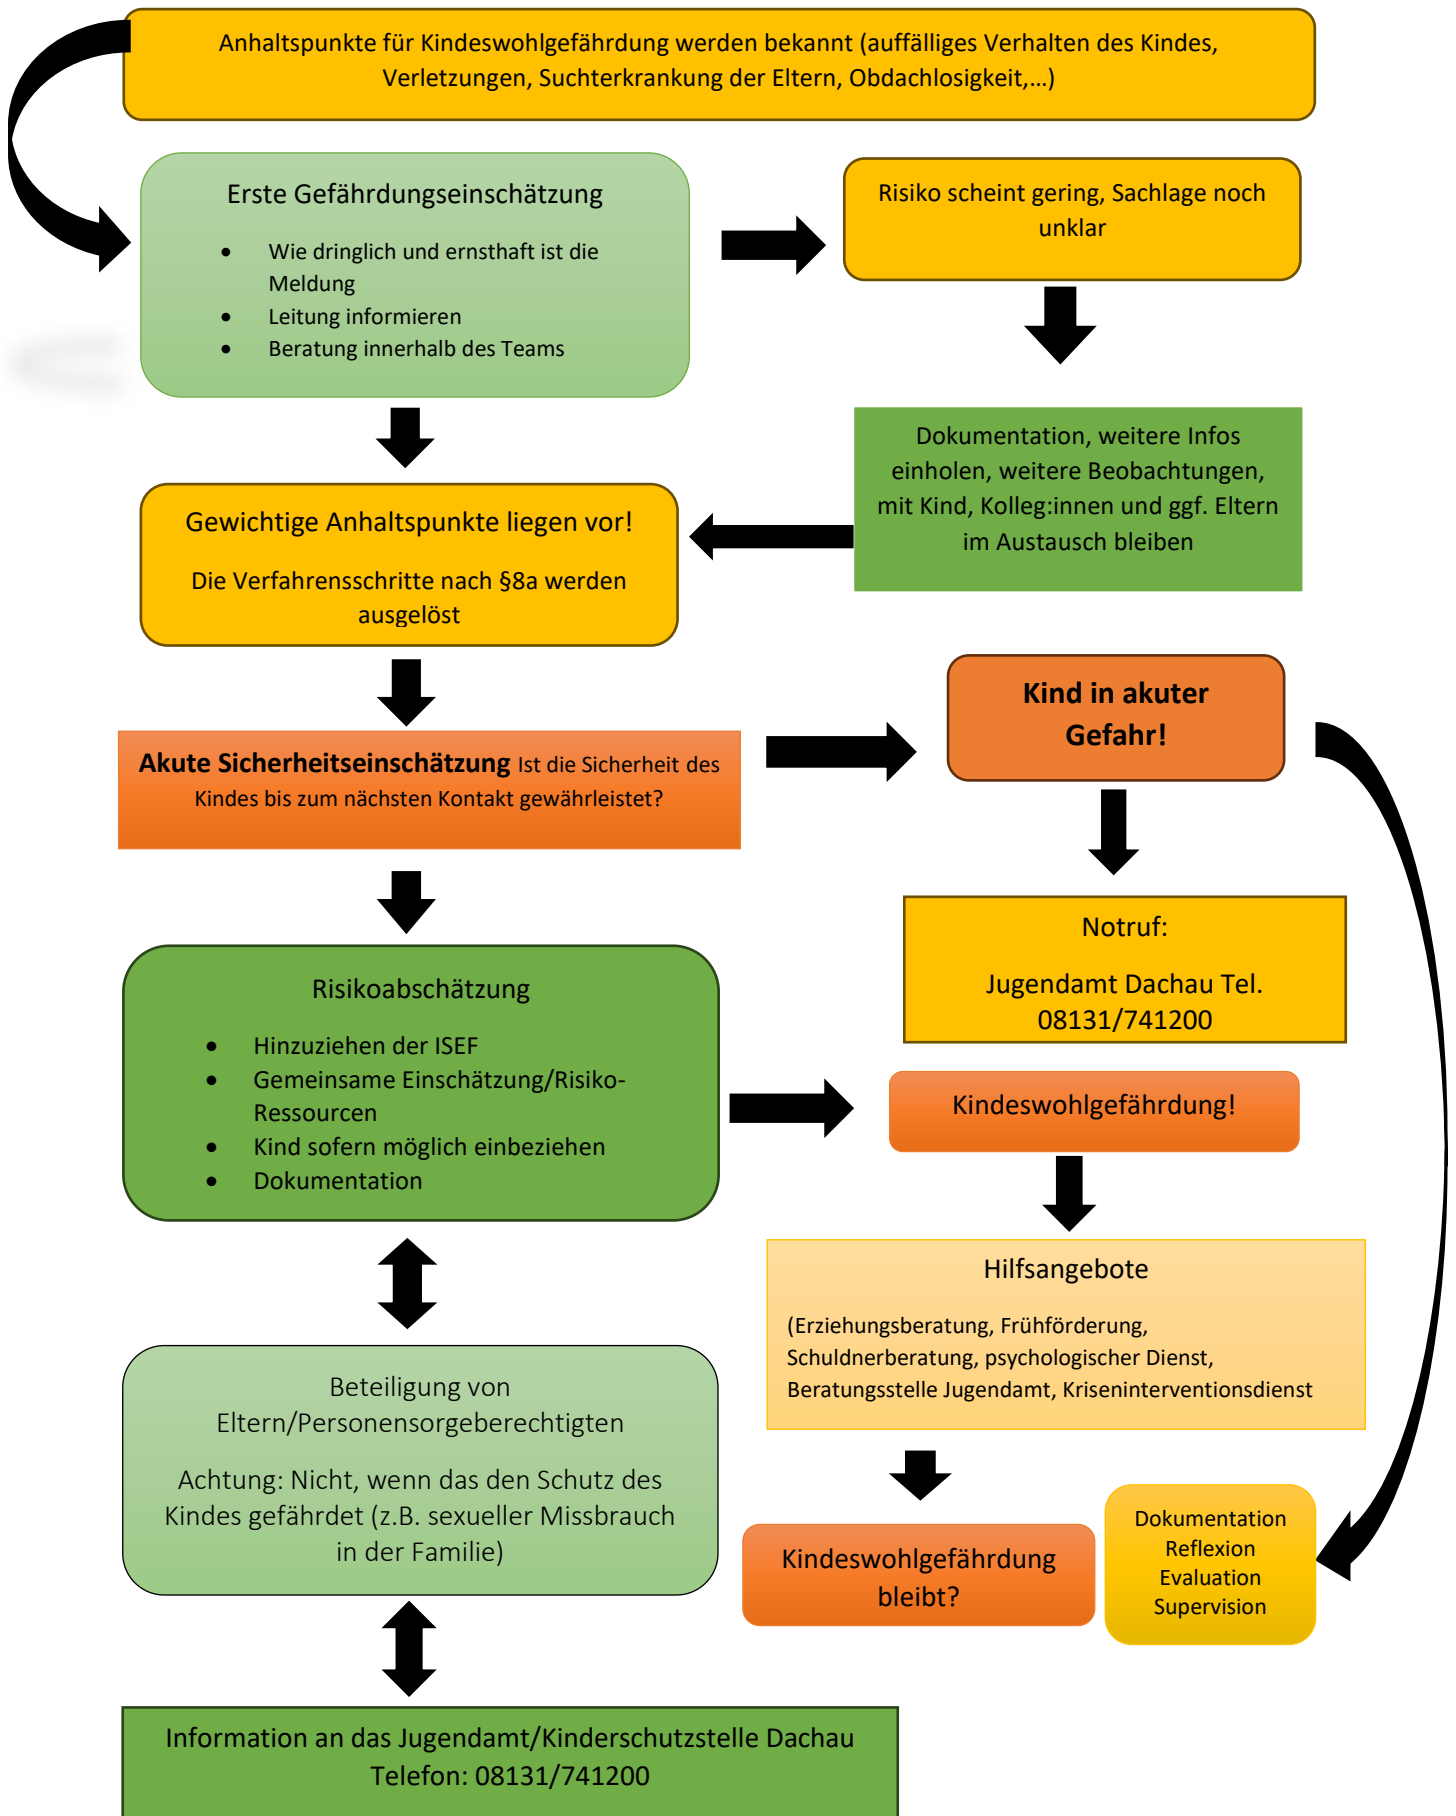 Anhaltspunkte für Kindeswohlgefährdung werden bekannt (auffälliges Verhalten des Kindes,
Verletzungen, Suchterkrankung der Eltern, Obdachlosigkeit,…)
Erste Gefährdungseinschätzung
• Wie dringlich und ernsthaft ist die
Meldung
• Leitung informieren
• Beratung innerhalb des Teams
Risiko scheint gering, Sachlage noch
unklar
Dokumentation, weitere Infos
einholen, weitere Beobachtungen,
mit Kind, Kolleg:innen und ggf. Eltern
im Austausch bleiben
Gewichtige Anhaltspunkte liegen vor!
Die Verfahrensschritte nach §8a werden
ausgelöst
Akute Sicherheitseinschätzung Ist die Sicherheit des
Kindes bis zum nächsten Kontakt gewährleistet?
Kind in akuter
Gefahr!
Notruf:
Jugendamt Dachau Tel.
08131/741200
Risikoabschätzung
• Hinzuziehen der ISEF
• Gemeinsame Einschätzung/Risiko-
Ressourcen
• Kind sofern möglich einbeziehen
• Dokumentation
Kindeswohlgefährdung!
Hilfsangebote
(Erziehungsberatung, Frühförderung,
Schuldnerberatung, psychologischer Dienst,
Beratungsstelle Jugendamt, Kriseninterventionsdienst
Beteiligung von
Eltern/Personensorgeberechtigten
Achtung: Nicht, wenn das den Schutz des
Kindes gefährdet (z.B. sexueller Missbrauch
in der Familie)
Kindeswohlgefährdung
bleibt?
Dokumentation
Reflexion
Evaluation
Supervision
Information an das Jugendamt/Kinderschutzstelle Dachau
Telefon: 08131/741200